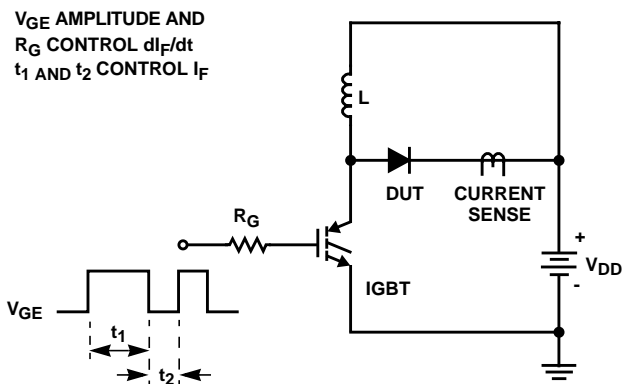 VGE AMPLITUDE AND
RG CONTROL dIF/dt
t1 AND t2 CONTROL IF
L
DUT
CURRENT
SENSE
RG
+
VDD
-
IGBT
VGE
t1
t2